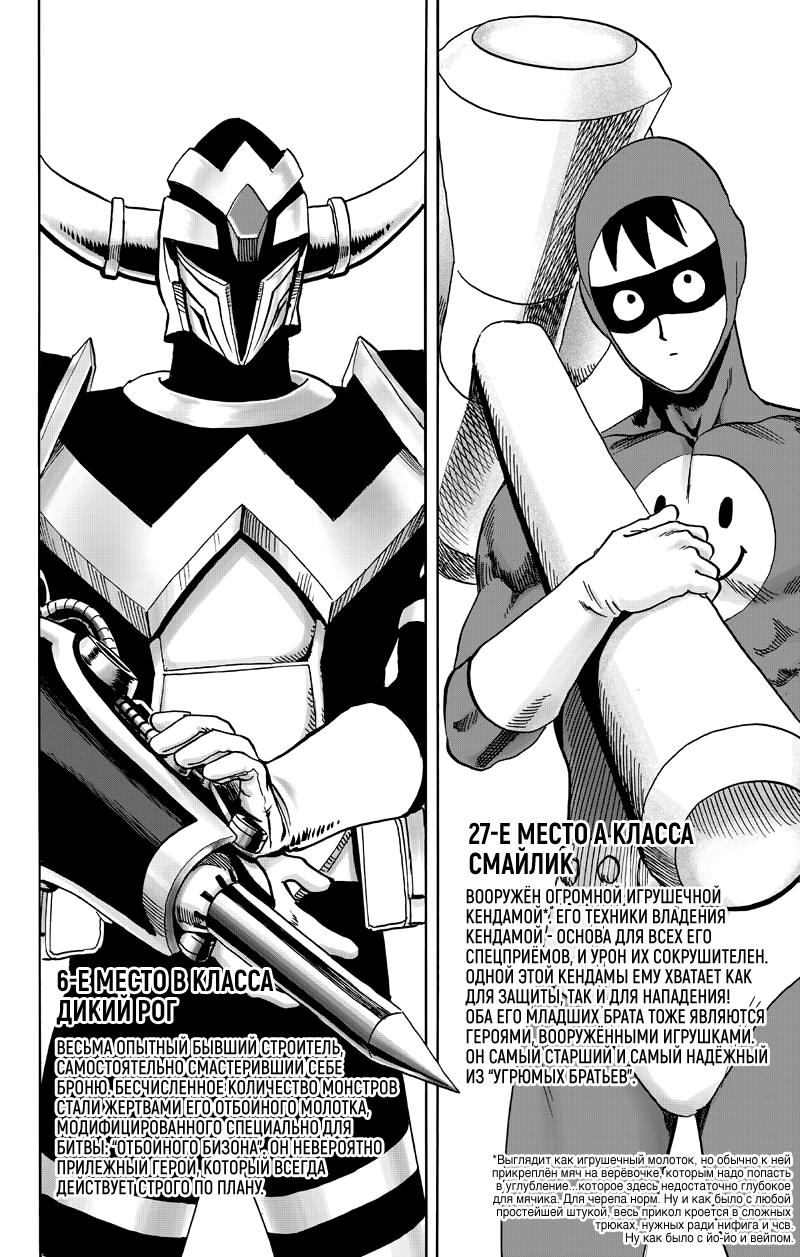 6-Е МЕСТО B КЛАССА
ДИКИЙ РОГ
ВЕСЬМА ОПЫТНЫЙ БЫВШИЙ СТРОИТЕЛЬ,
САМОСТОЯТЕЛЬНО СМАСТЕРИВШИЙ СЕБЕ
БРОНЮ. БЕСЧИСЛЕННОЕ КОЛИЧЕСТВО МОНСТРОВ
СТАЛИ ЖЕРТВАМИ ЕГО ОТБОЙНОГО МОЛОТКА,
МОДИФИЦИРОВАННОГО СПЕЦИАЛЬНО ДЛЯ
БИТВЫ: "ОТБОЙНОГО БИЗОНА". ОН НЕВЕРОЯТНО
ПРИЛЕЖНЫЙ ГЕРОЙ, КОТОРЫЙ ВСЕГДА
ДЕЙСТВУЕТ СТРОГО ПО ПЛАНУ.
27-Е МЕСТО А КЛАССА
СМАЙЛИК
ВООРУЖЁН ОГРОМНОЙ ИГРУШЕЧНОЙ
КЕНДАМОЙ*, ЕГО ТЕХНИКИ ВЛАДЕНИЯ
КЕНДАМОЙ - ОСНОВА ДЛЯ ВСЕХ ЕГО
СПЕЦПРИЁМОВ, И УРОН ИХ СОКРУШИТЕЛЕН.
ОДНОЙ ЭТОЙ КЕНДАМЫ ЕМУ ХВАТАЕТ КАК
ДЛЯ ЗАЩИТЫ, ТАК И ДЛЯ НАПАДЕНИЯ!
ОБА ЕГО МЛАДШИХ БРАТА ТОЖЕ ЯВЛЯЮТСЯ
ГЕРОЯМИ, ВООРУЖЁННЫМИ ИГРУШКАМИ.
ОН САМЫЙ СТАРШИЙ И САМЫЙ НАДЁЖНЫЙ
ИЗ "УГРЮМЫХ БРАТЬЕВ".
*Выглядит как игрушечный молоток, но обычно к ней
прикреплён мяч на верёвочке, которым надо попасть
в углубление...которое здесь недостаточно глубокое
для мячика. Для черепа норм. Ну и как было с любой
простейшей штукой, весь прикол кроется в сложных
трюках, нужных ради нифига и чсв.
Ну как было с йо-йо и вейпом.